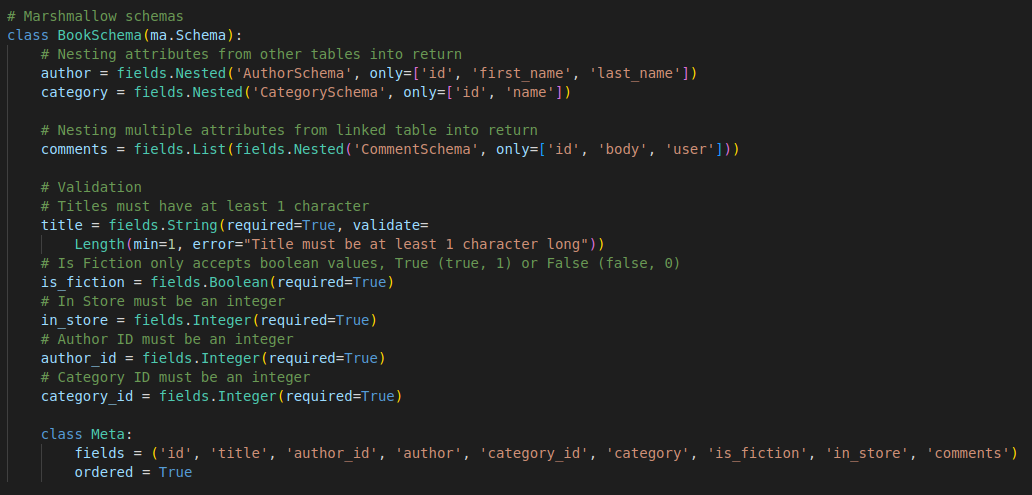 # Marshmallow schemas
class BookSchema(ma.Schema):
    # Nesting attributes from other tables into return
    author = fields.Nested('AuthorSchema', only=['id', 'first_name', 'last_name'])
    category = fields.Nested('CategorySchema', only=['id', 'name'])

    # Nesting multiple attributes from linked table into return
    comments = fields.List(fields.Nested('CommentSchema', only=['id', 'body', 'user']))

    # Validation
    # Titles must have at least 1 character
    title = fields.String(required=True, validate=
        Length(min=1, error="Title must be at least 1 character long"))
    # Is Fiction only accepts boolean values, True (true, 1) or False (false, 0)
    is_fiction = fields.Boolean(required=True)
    # In Store must be an integer
    in_store = fields.Integer(required=True)
    # Author ID must be an integer
    author_id = fields.Integer(required=True)
    # Category ID must be an integer
    category_id = fields.Integer(required=True)

    class Meta:
        fields = ('id', 'title', 'author_id', 'author', 'category_id', 'category', 'is_fiction', 'in_store', 'comments')
        ordered = True